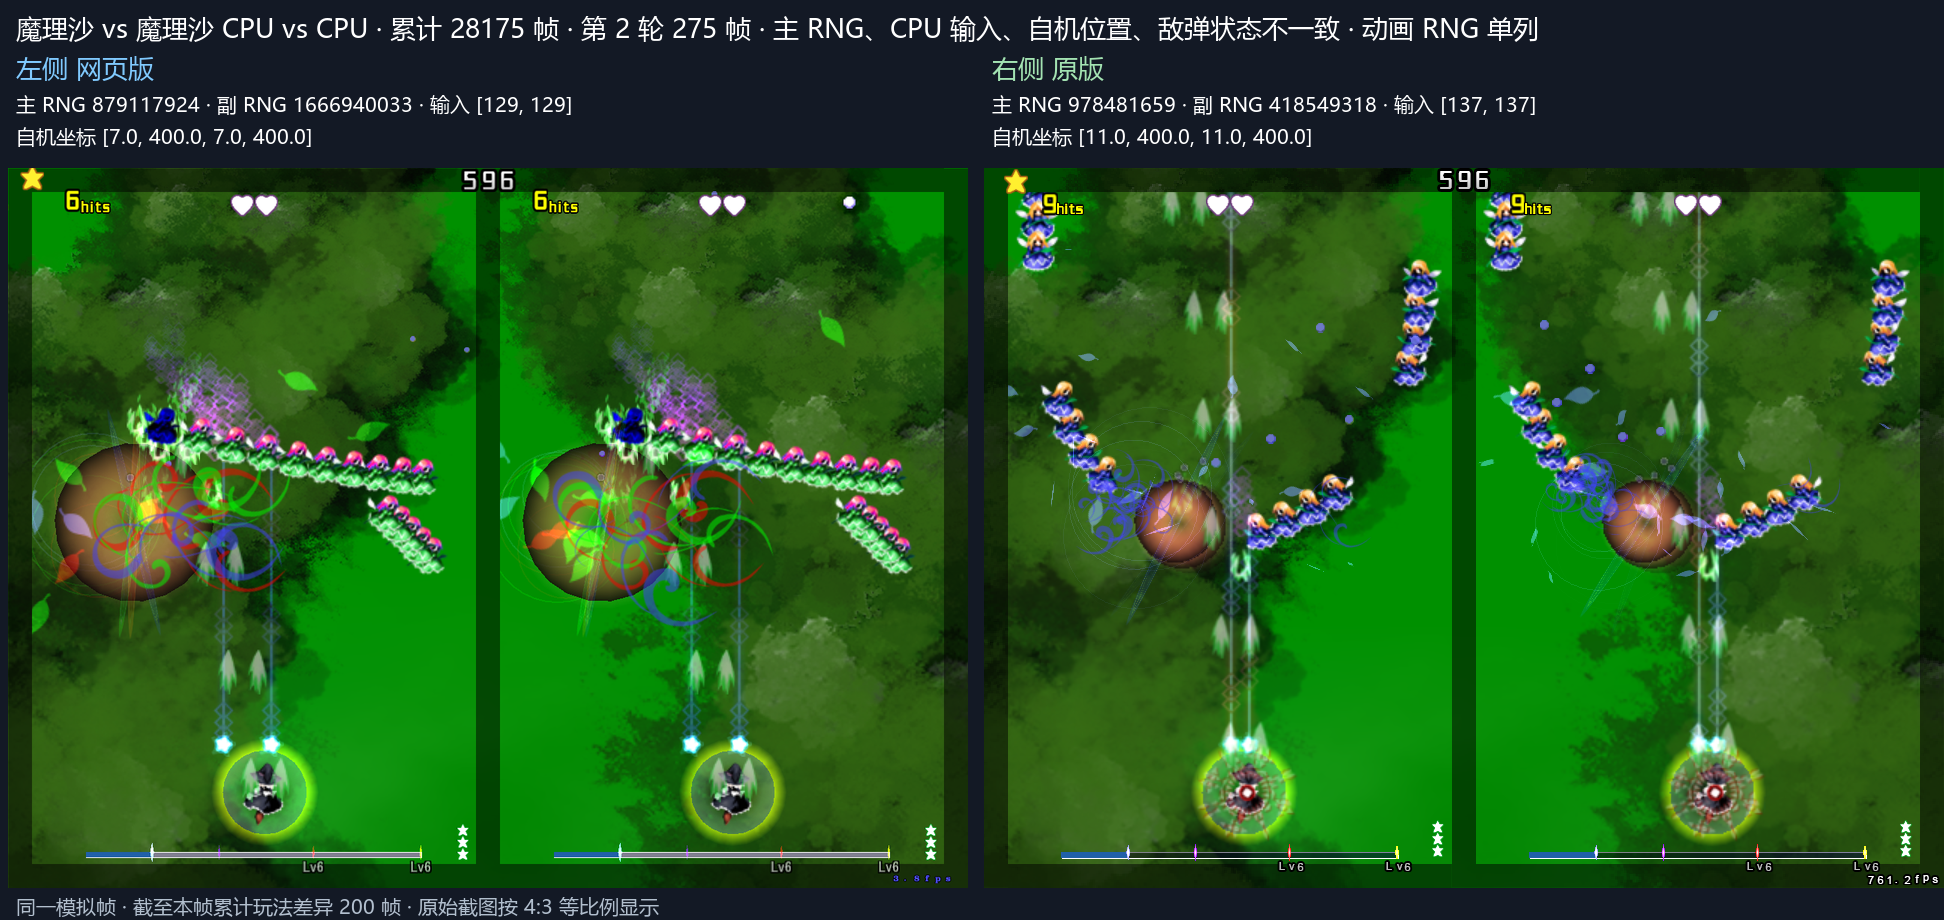 魔理沙 vs 魔理沙 CPU vs CPU · 累计 28175 帧 · 第 2 轮 275 帧 · 主 RNG、CPU 输入、自机位置、敌弹状态不一致 · 动画 RNG 单列
左侧 网页版
主 RNG 879117924 · 副 RNG 1666940033 · 输入 [129, 129]
自机坐标 [7.0, 400.0, 7.0, 400.0]
右侧 原版
主 RNG 978481659 · 副 RNG 418549318 · 输入 [137, 137]
自机坐标 [11.0, 400.0, 11.0, 400.0]
596
6hits
6hits
Lv6
Lv6
Lv6
Lv6
3.8fps
596
9hits
9hits
Lv6
Lv6
Lv6
Lv6
761.2fps
同一模拟帧 · 截至本帧累计玩法差异 200 帧 · 原始截图按 4:3 等比例显示